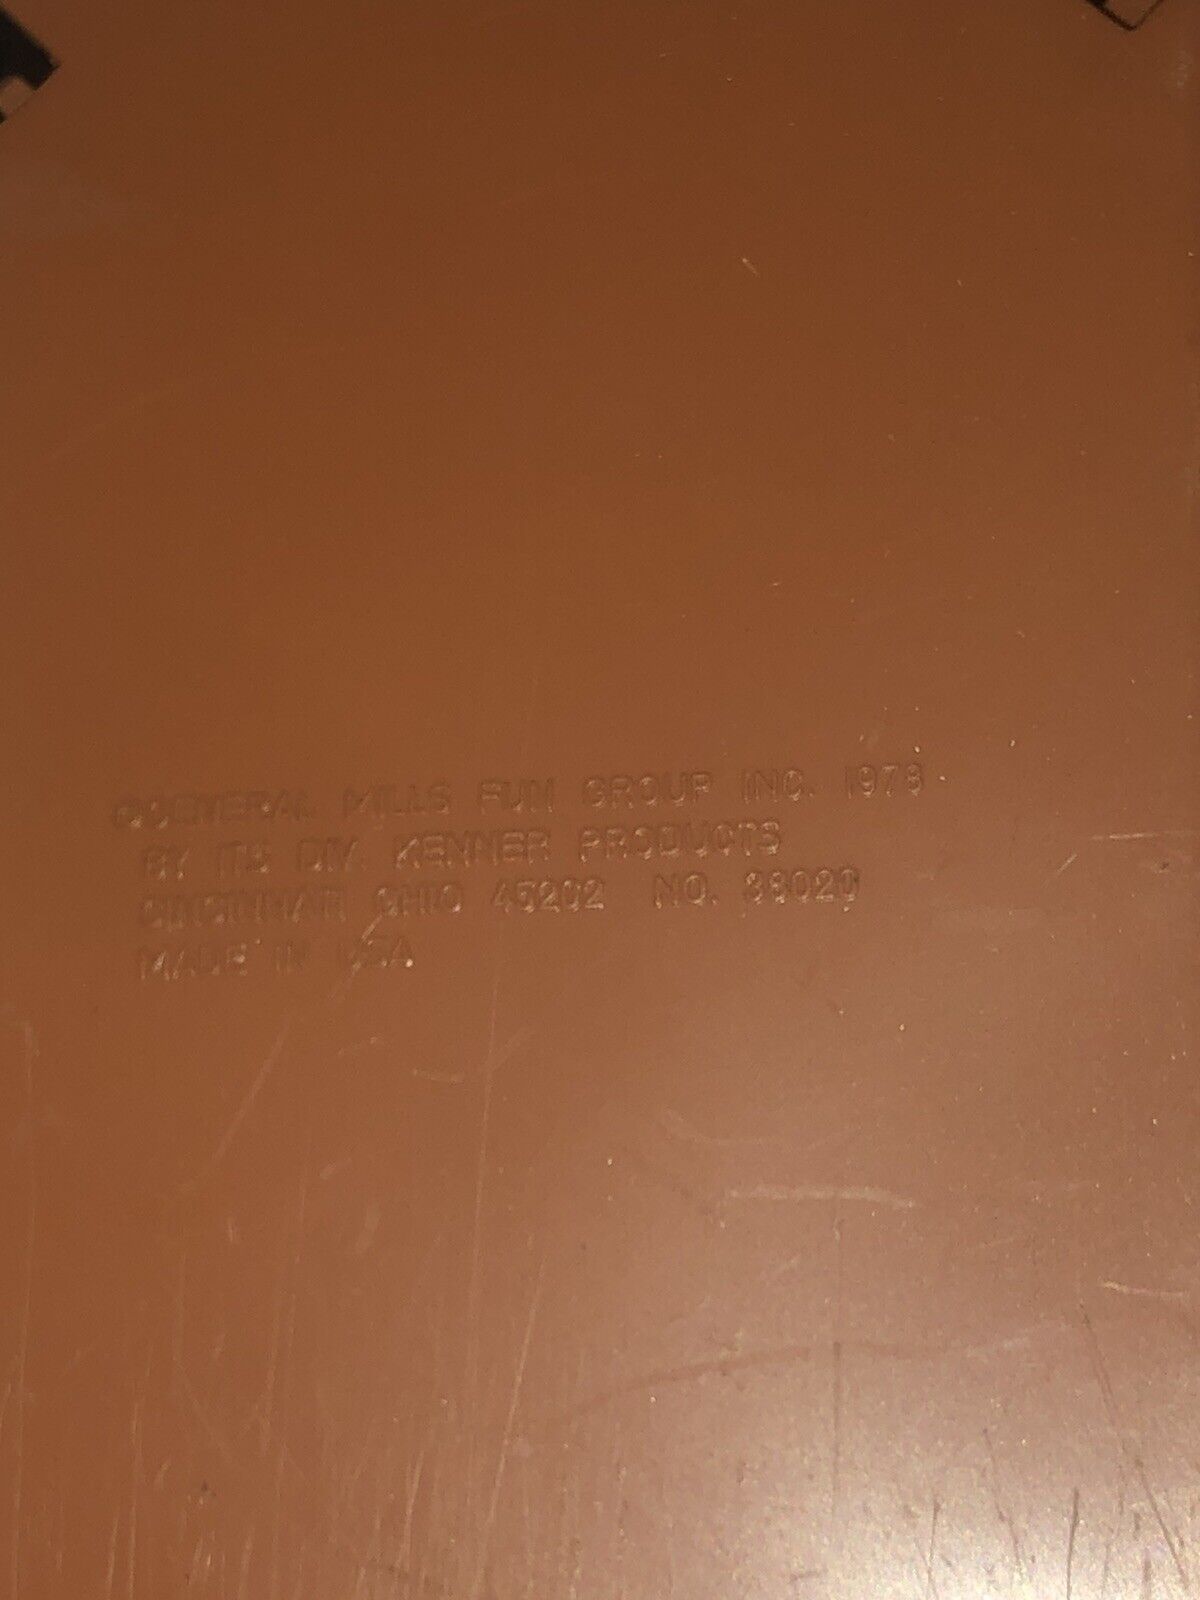 © GENERAL MILLS FUN GROUP INC. 1978
BY ITS DIV. KENNER PRODUCTS
CINCINNATI OHIO 45202 NO. 38020
MADE IN USA